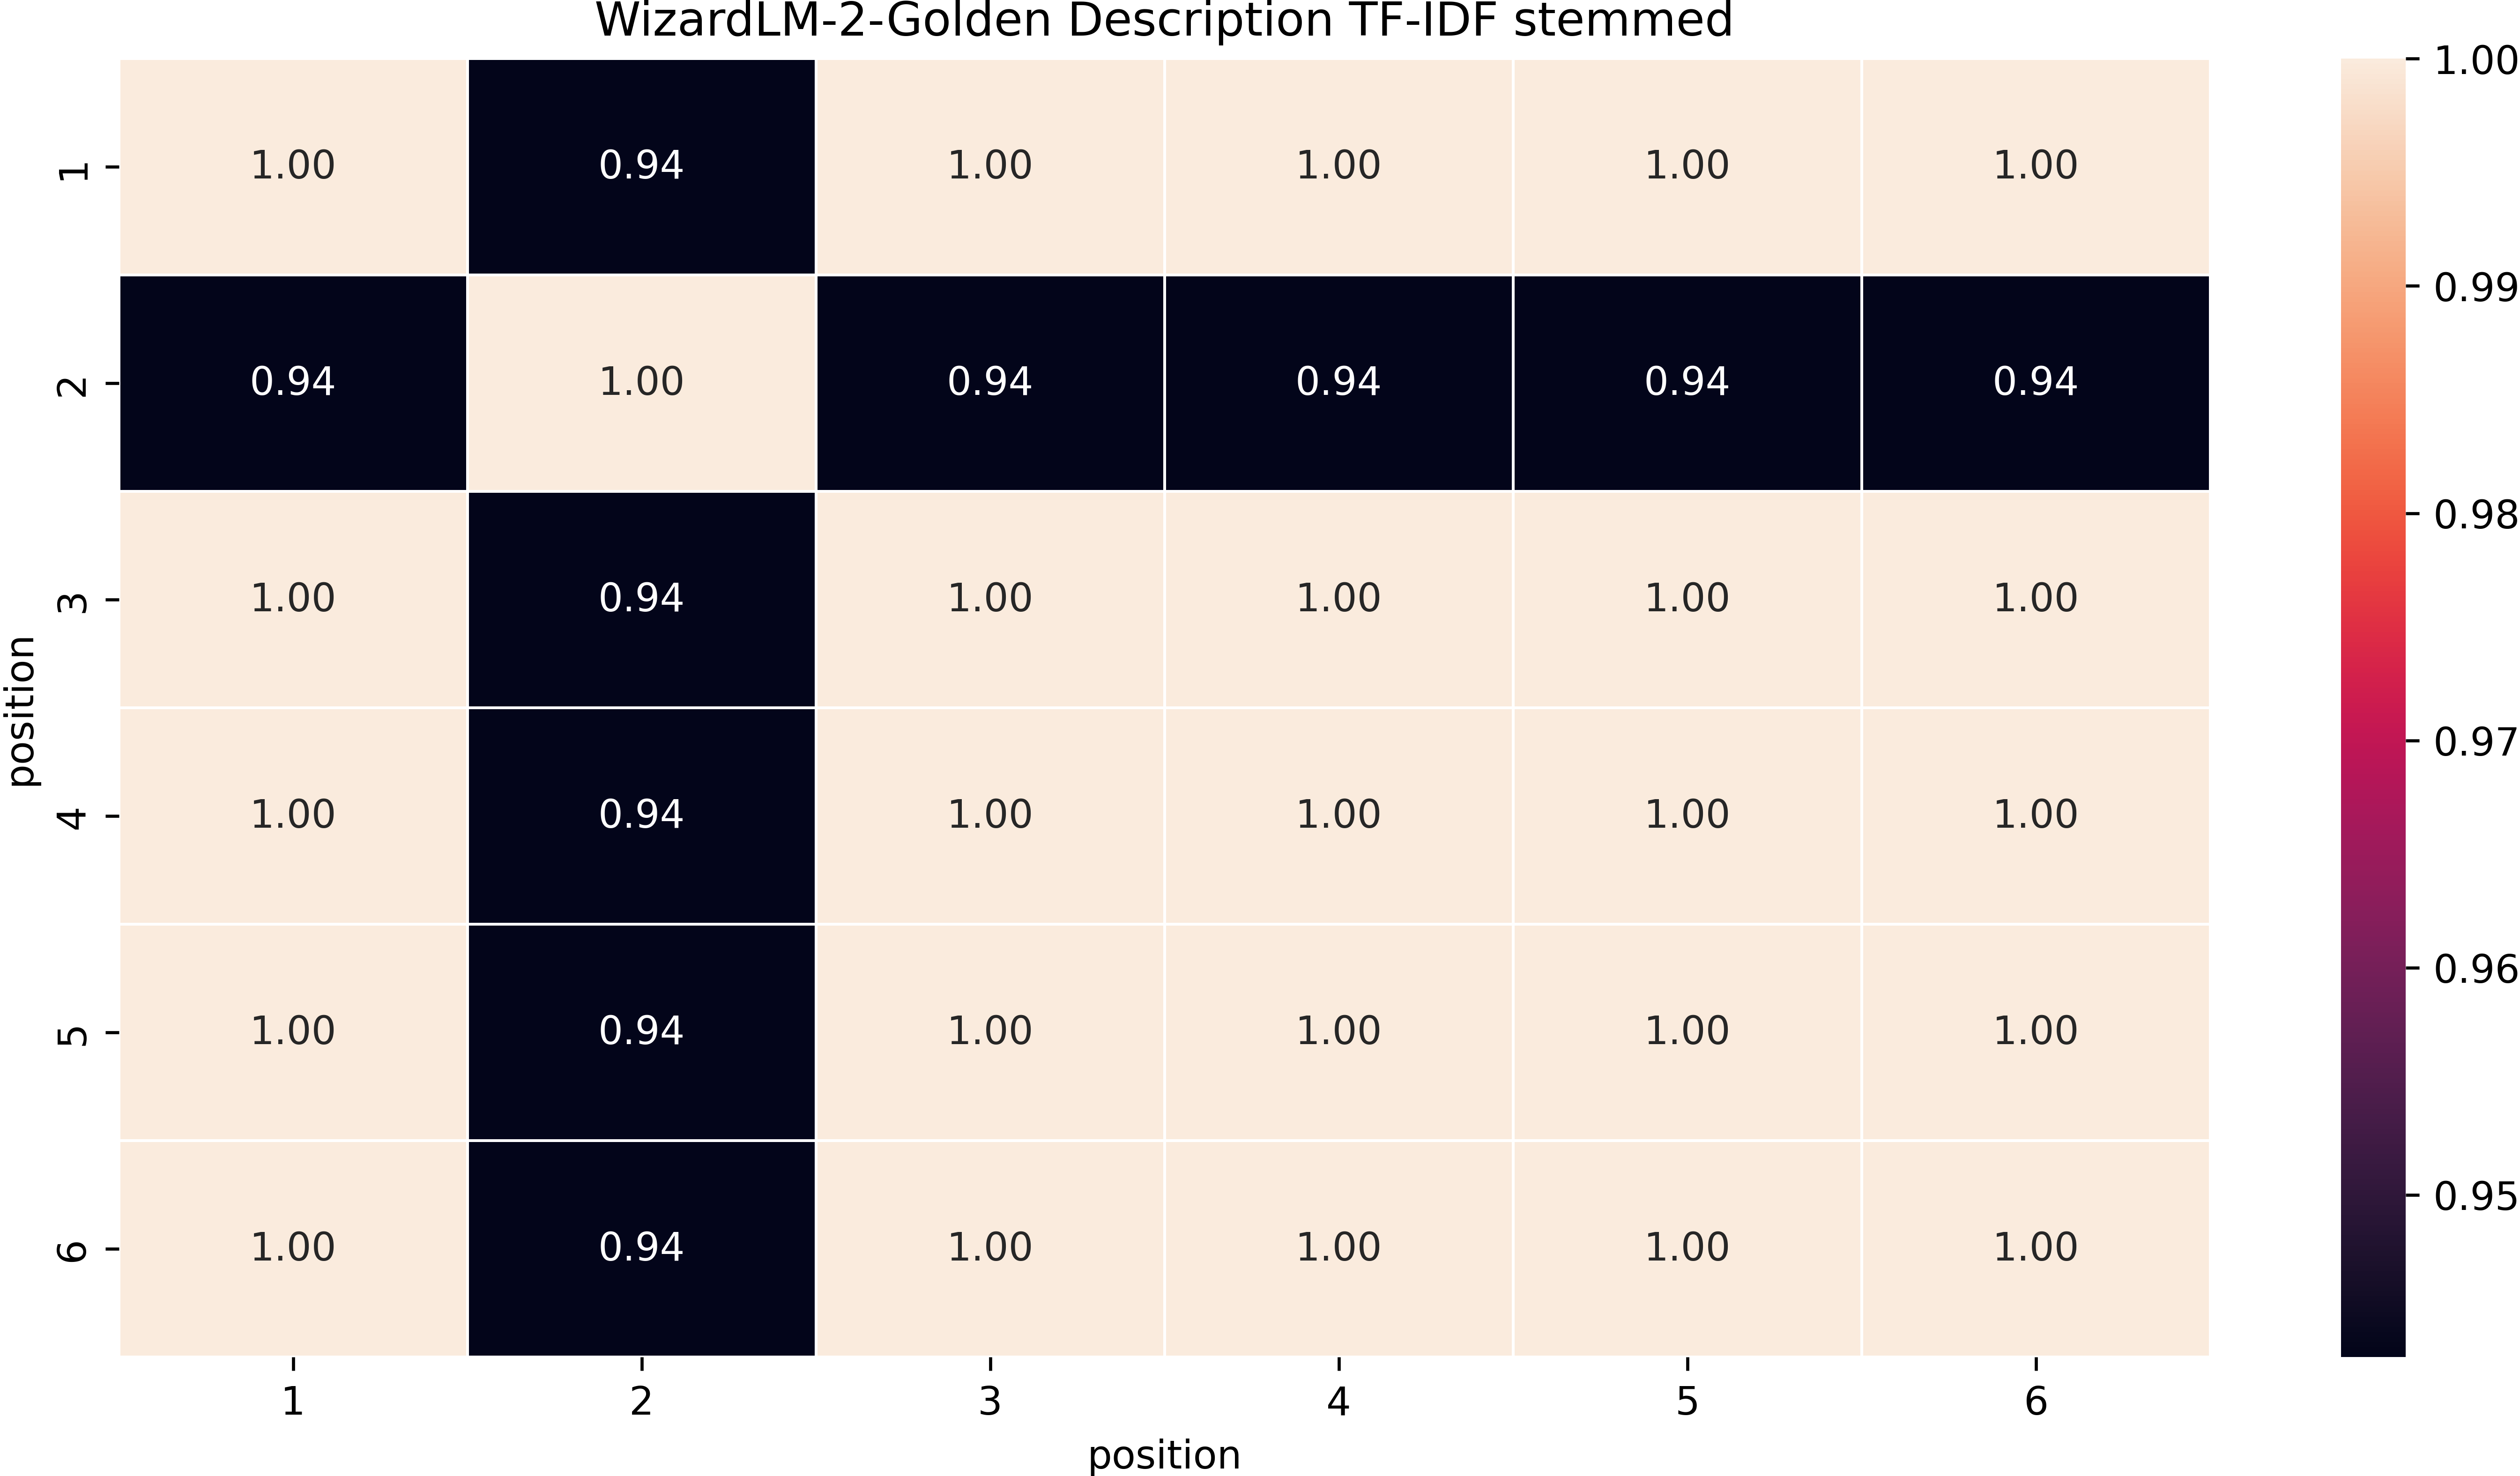 WizardLM-2-Golden Description TF-IDF stemmed
1 1.00 0.94 1.00 1.00 1.00 1.00
2 0.94 1.00 0.94 0.94 0.94 0.94
3 1.00 0.94 1.00 1.00 1.00 1.00
4 1.00 0.94 1.00 1.00 1.00 1.00
5 1.00 0.94 1.00 1.00 1.00 1.00
6 1.00 0.94 1.00 1.00 1.00 1.00
position
1 2 3 4 5 6
position
1.00
0.99
0.98
0.97
0.96
0.95